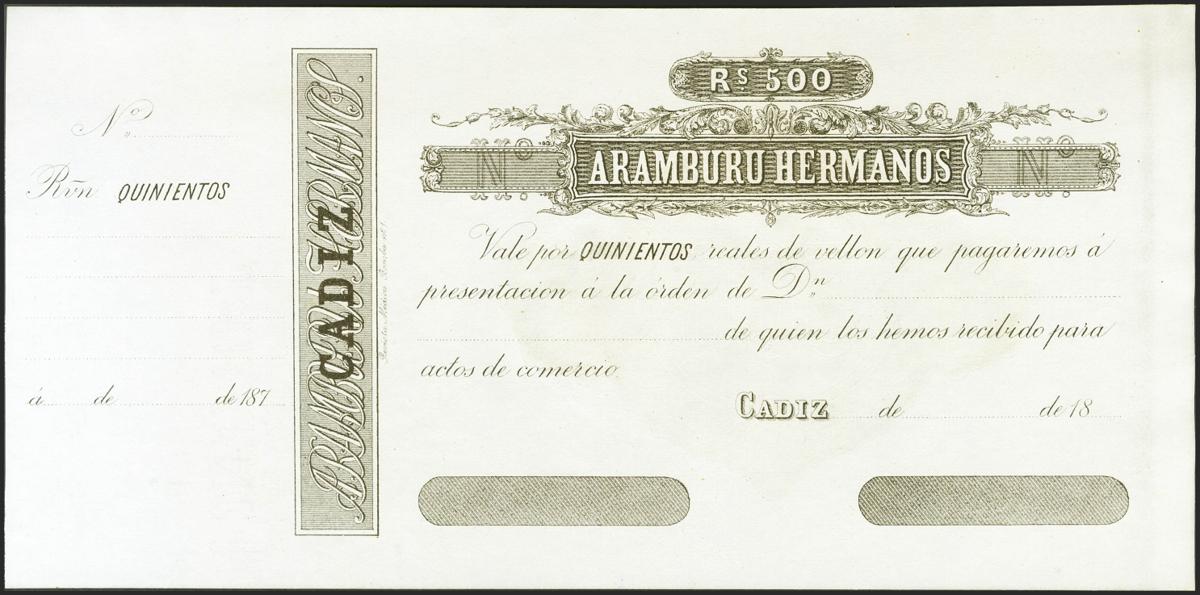 Nº
Rvn QUINIENTOS
á de de 187
ARAMBURU HERMANOS.
CADIZ
RS 500
Nº ARAMBURU HERMANOS Nº
Vale por QUINIENTOS reales de vellon que pagaremos á
presentacion á la órden de Dn
de quien los hemos recibido para
actos de comercio.
CADIZ de de 18